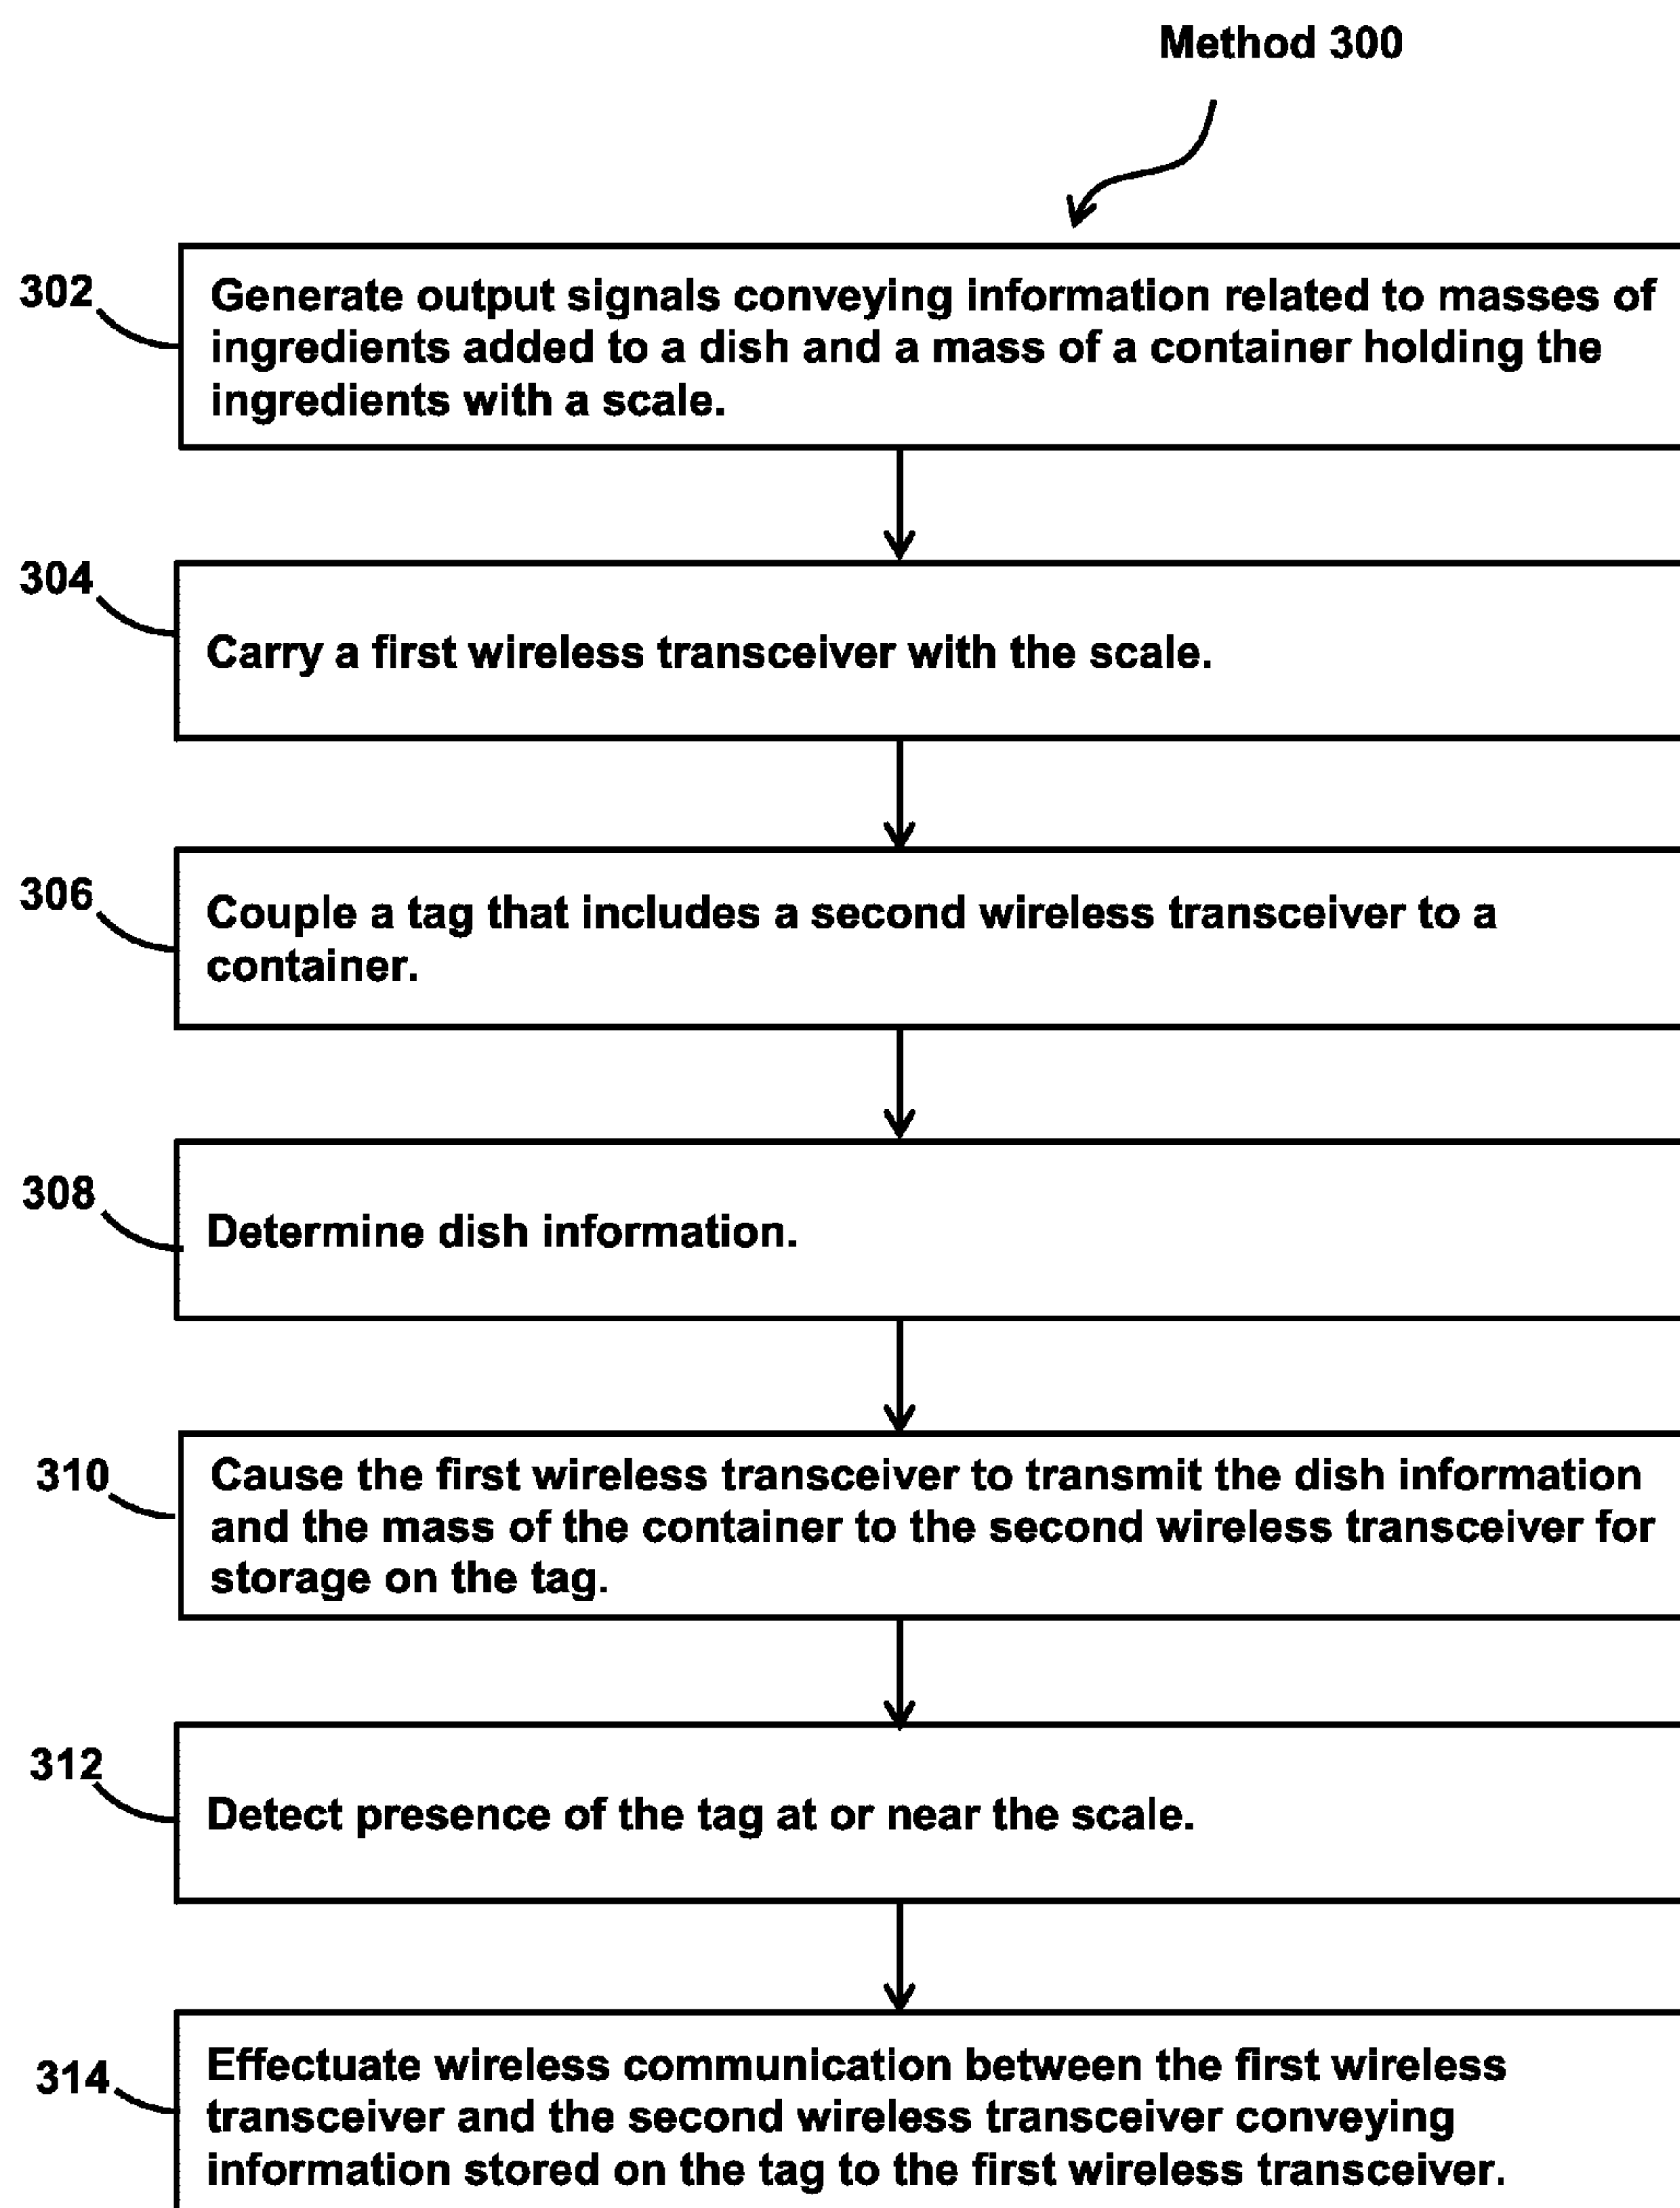 Method 300
302
Generate output signals conveying information related to masses of
ingredients added to a dish and a mass of a container holding the
ingredients with a scale.
304
Carry a first wireless transceiver with the scale.
306
Couple a tag that includes a second wireless transceiver to a
container.
308
Determine dish information.
310
Cause the first wireless transceiver to transmit the dish information
and the mass of the container to the second wireless transceiver for
storage on the tag.
312
Detect presence of the tag at or near the scale.
314
Effectuate wireless communication between the first wireless
transceiver and the second wireless transceiver conveying
information stored on the tag to the first wireless transceiver.